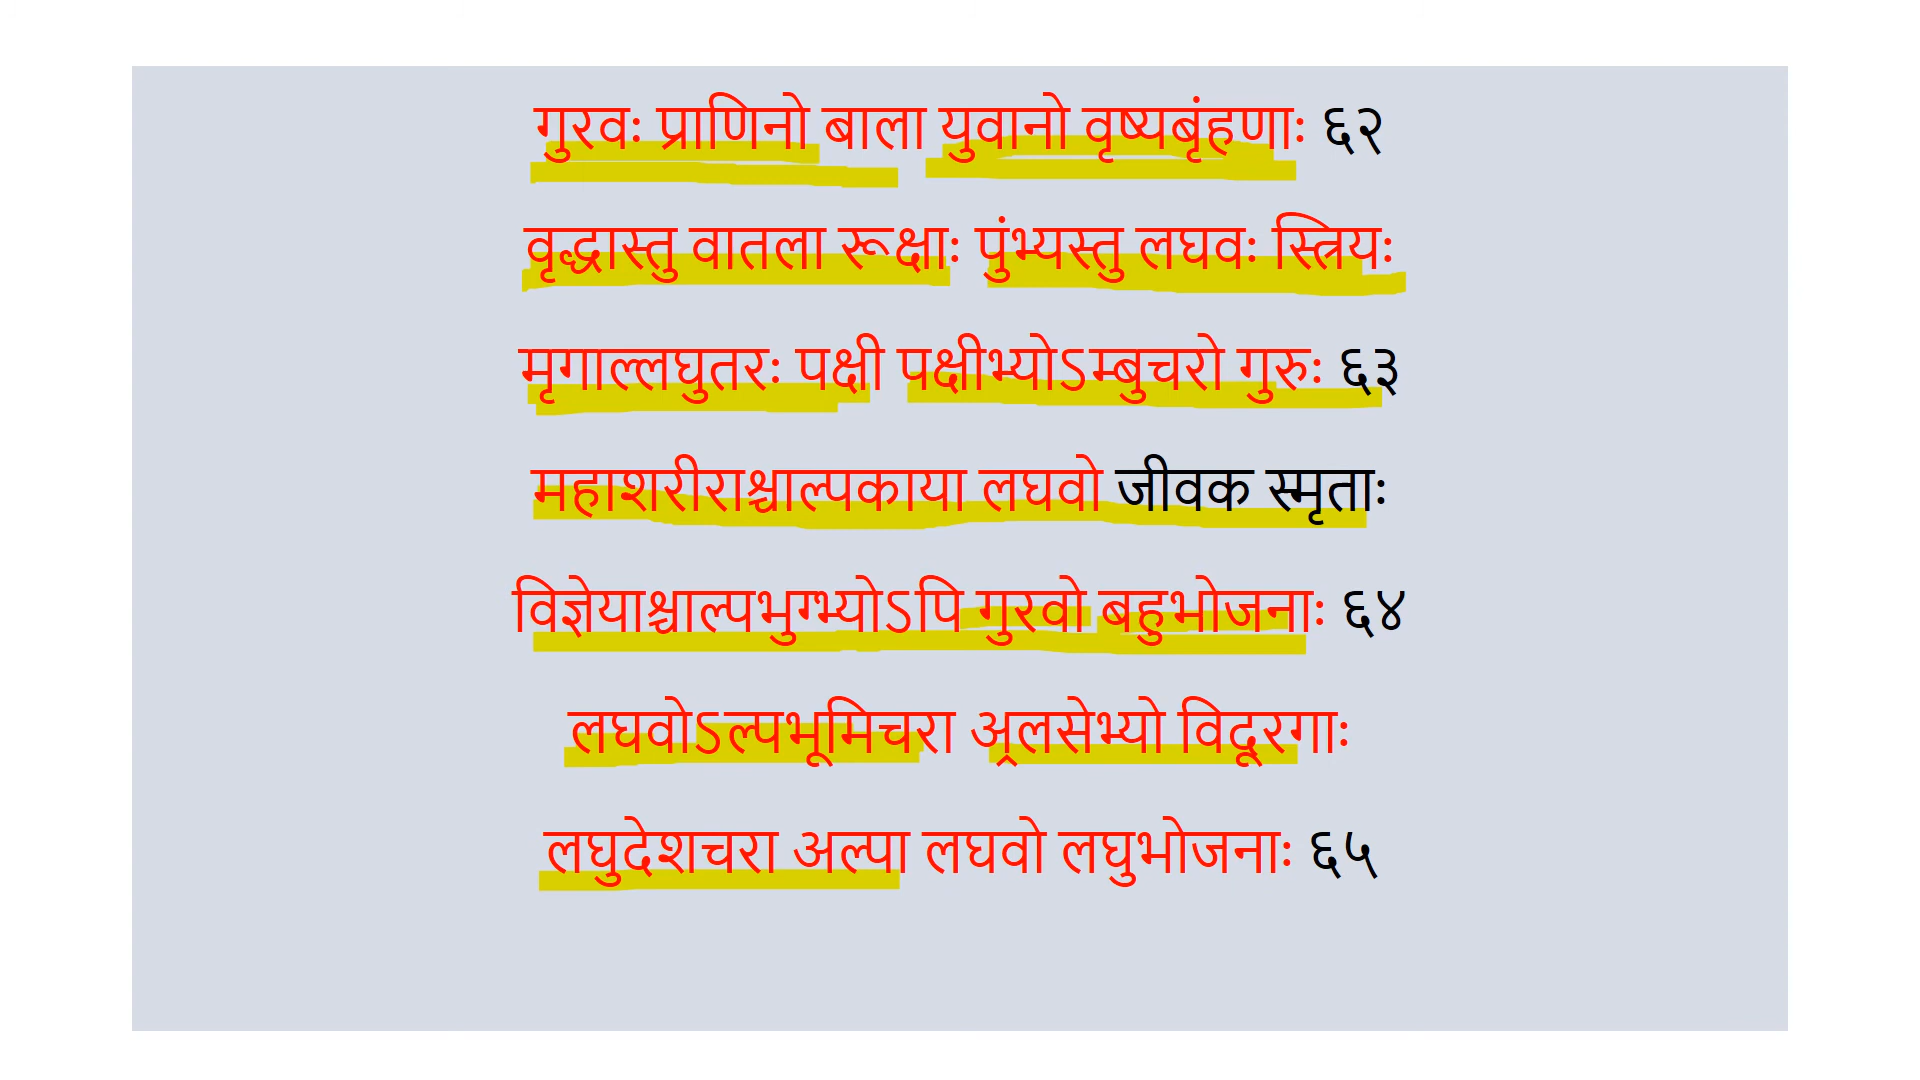 गुरवः प्राणिनो बाला युवानो वृष्यबृंहणाः ६२
वृद्धास्तु वातला रूक्षाः पुंभ्यस्तु लघवः स्त्रियः
मृगाल्लघुतरः पक्षी पक्षीभ्योऽम्बुचरो गुरुः ६३
महाशरीराश्चाल्पकाया लघवो जीवक स्मृताः
विज्ञेयाश्चाल्पभुग्भ्योऽपि गुरवो बहुभोजनाः ६४
लघवोऽल्पभूमिचरा अ्रलसेभ्यो विदूरगाः
लघुदेशचरा अल्पा लघवो लघुभोजनाः ६५